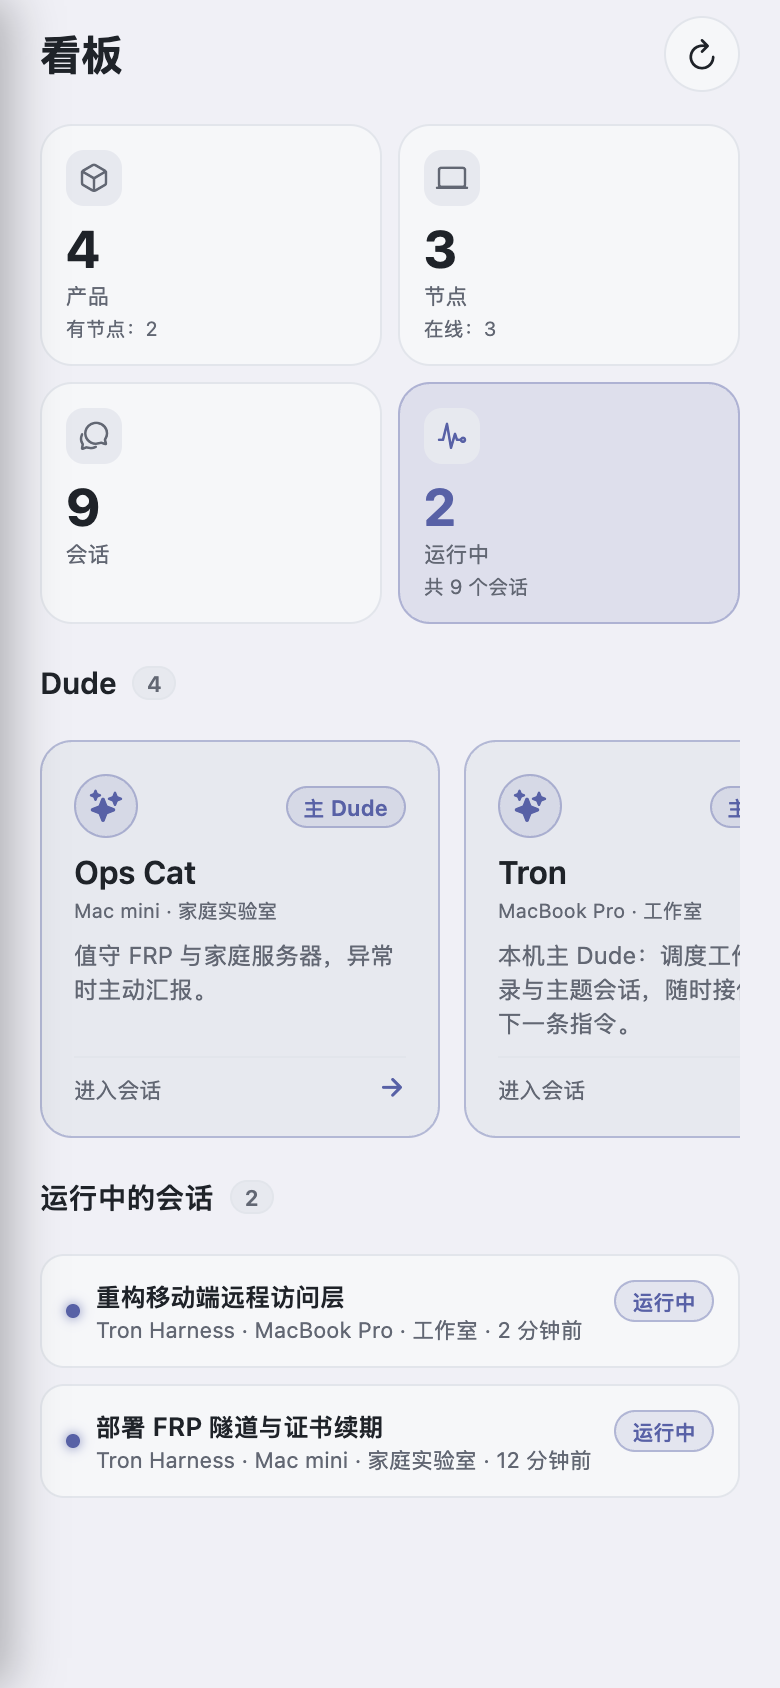 看板
4
产品
有节点：2
3
节点
在线：3
9
会话
2
运行中
共 9 个会话
Dude 4
主 Dude
Ops Cat
Mac mini · 家庭实验室
值守 FRP 与家庭服务器，异常
时主动汇报。
进入会话
主
Tron
MacBook Pro · 工作室
本机主 Dude：调度工
录与主题会话，随时接
下一条指令。
进入会话
运行中的会话 2
重构移动端远程访问层
Tron Harness · MacBook Pro · 工作室 · 2 分钟前
运行中
部署 FRP 隧道与证书续期
Tron Harness · Mac mini · 家庭实验室 · 12 分钟前
运行中